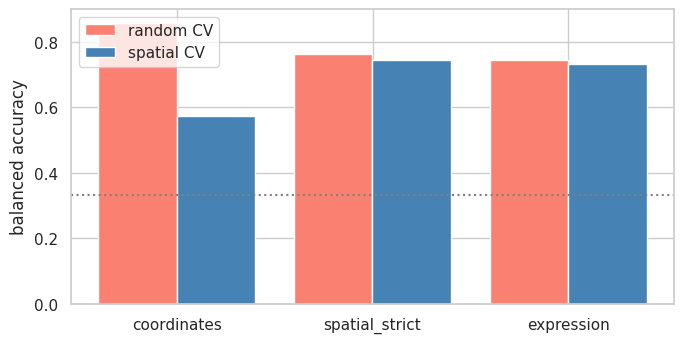 random CV
spatial CV
balanced accuracy
0.8
0.6
0.4
0.2
0.0
coordinates
spatial_strict
expression